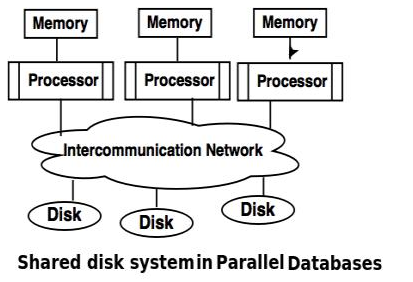 Memory Memory Memory
Processor Processor Processor
Intercommunication Network
Disk Disk Disk
Shared disk system in Parallel Databases